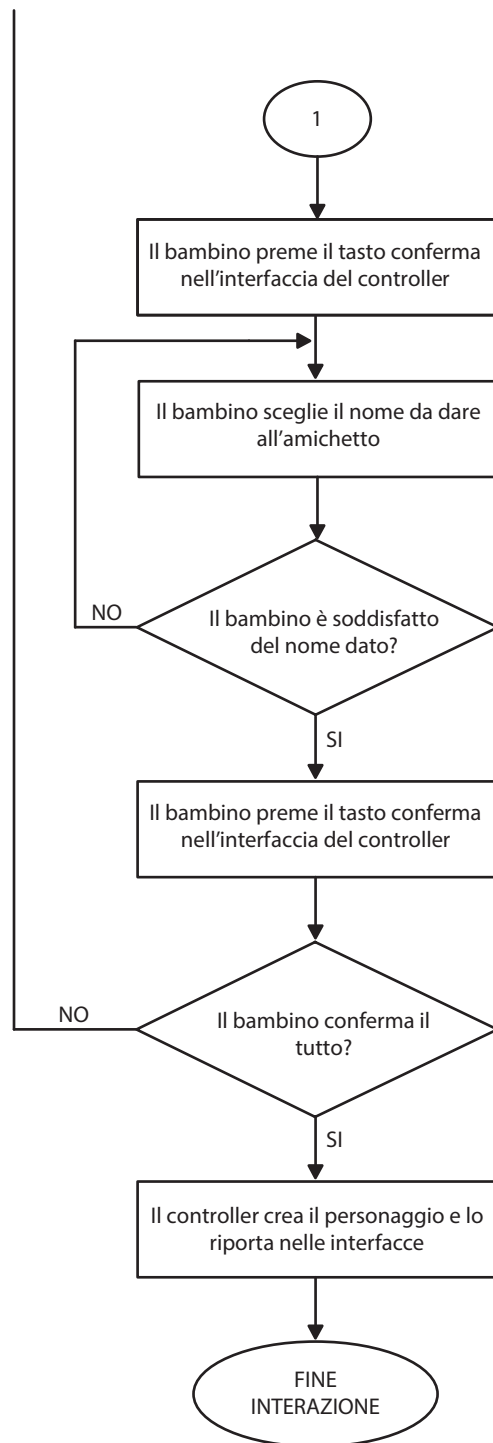 1
Il bambino preme il tasto conferma
nell'interfaccia del controller
Il bambino sceglie il nome da dare
all'amichetto
NO
Il bambino è soddisfatto
del nome dato?
SI
Il bambino preme il tasto conferma
nell'interfaccia del controller
NO
Il bambino conferma il
tutto?
SI
Il controller crea il personaggio e lo
riporta nelle interfacce
FINE
INTERAZIONE